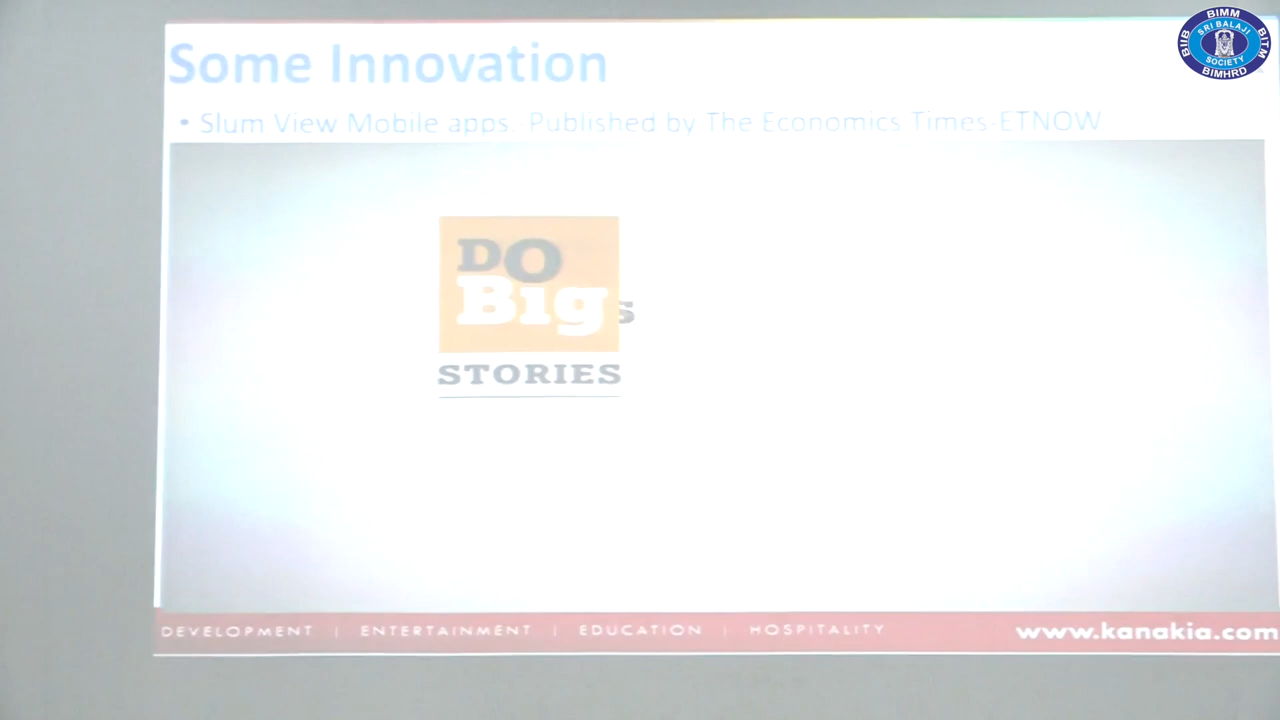 Some Innovation
• Slum View Mobile apps.-Published by The Economics Times-ETNOW
DO
Big
s
STORIES
DEVELOPMENT | ENTERTAINMENT | EDUCATION | HOSPITALITY
www.kanakia.com
BIMM
BIIB
SRI BALAJI
SOCIETY
BITM
BIMHRD